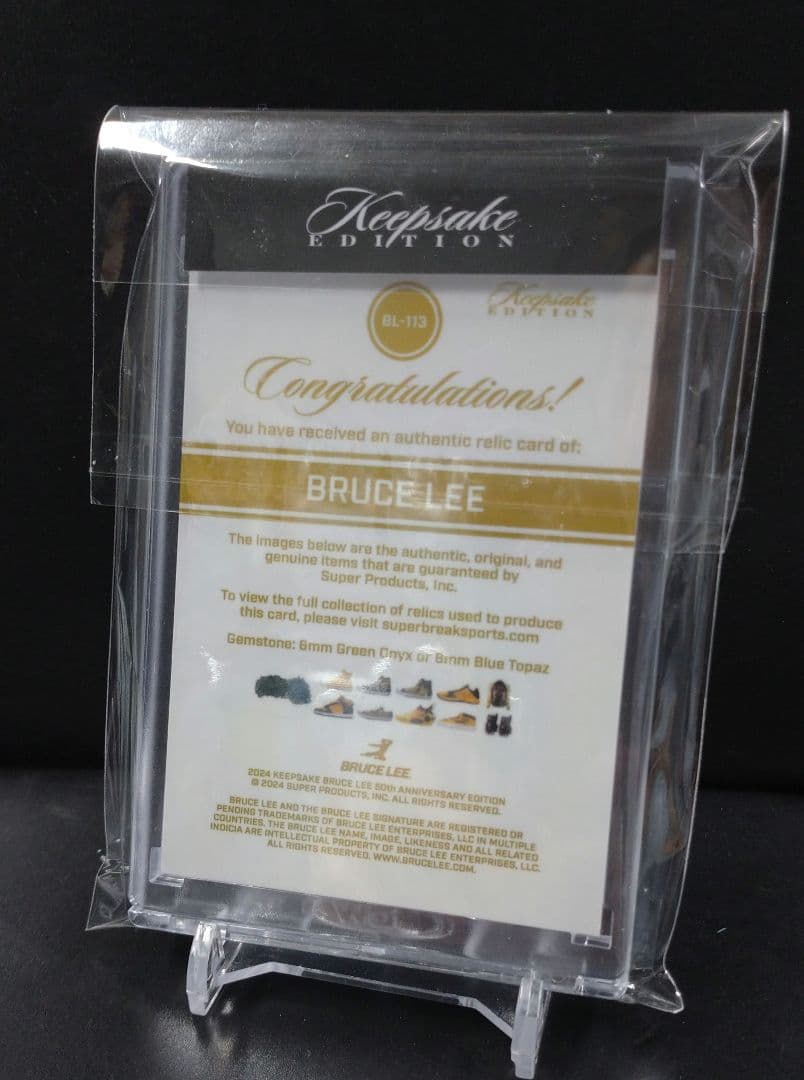 Keepsake
EDITION
BL-113
Keepsake
EDITION
Congratulations!
You have received an authentic relic card of:
BRUCE LEE
The images below are the authentic, original, and
genuine items that are guaranteed by
Super Products, Inc.
To view the full collection of relics used to produce
this card, please visit superbreaksports.com
Gemstone: 6mm Green Onyx or 6mm Blue Topaz
BRUCE LEE
2024 KEEPSAKE BRUCE LEE 50th ANNIVERSARY EDITION
© 2024 SUPER PRODUCTS, INC. ALL RIGHTS RESERVED.
BRUCE LEE AND THE BRUCE LEE SIGNATURE ARE REGISTERED OR
PENDING TRADEMARKS OF BRUCE LEE ENTERPRISES, LLC IN MULTIPLE
COUNTRIES. THE BRUCE LEE NAME, IMAGE, LIKENESS AND ALL RELATED
INDICIA ARE INTELLECTUAL PROPERTY OF BRUCE LEE ENTERPRISES, LLC.
ALL RIGHTS RESERVED. WWW.BRUCELEE.COM.